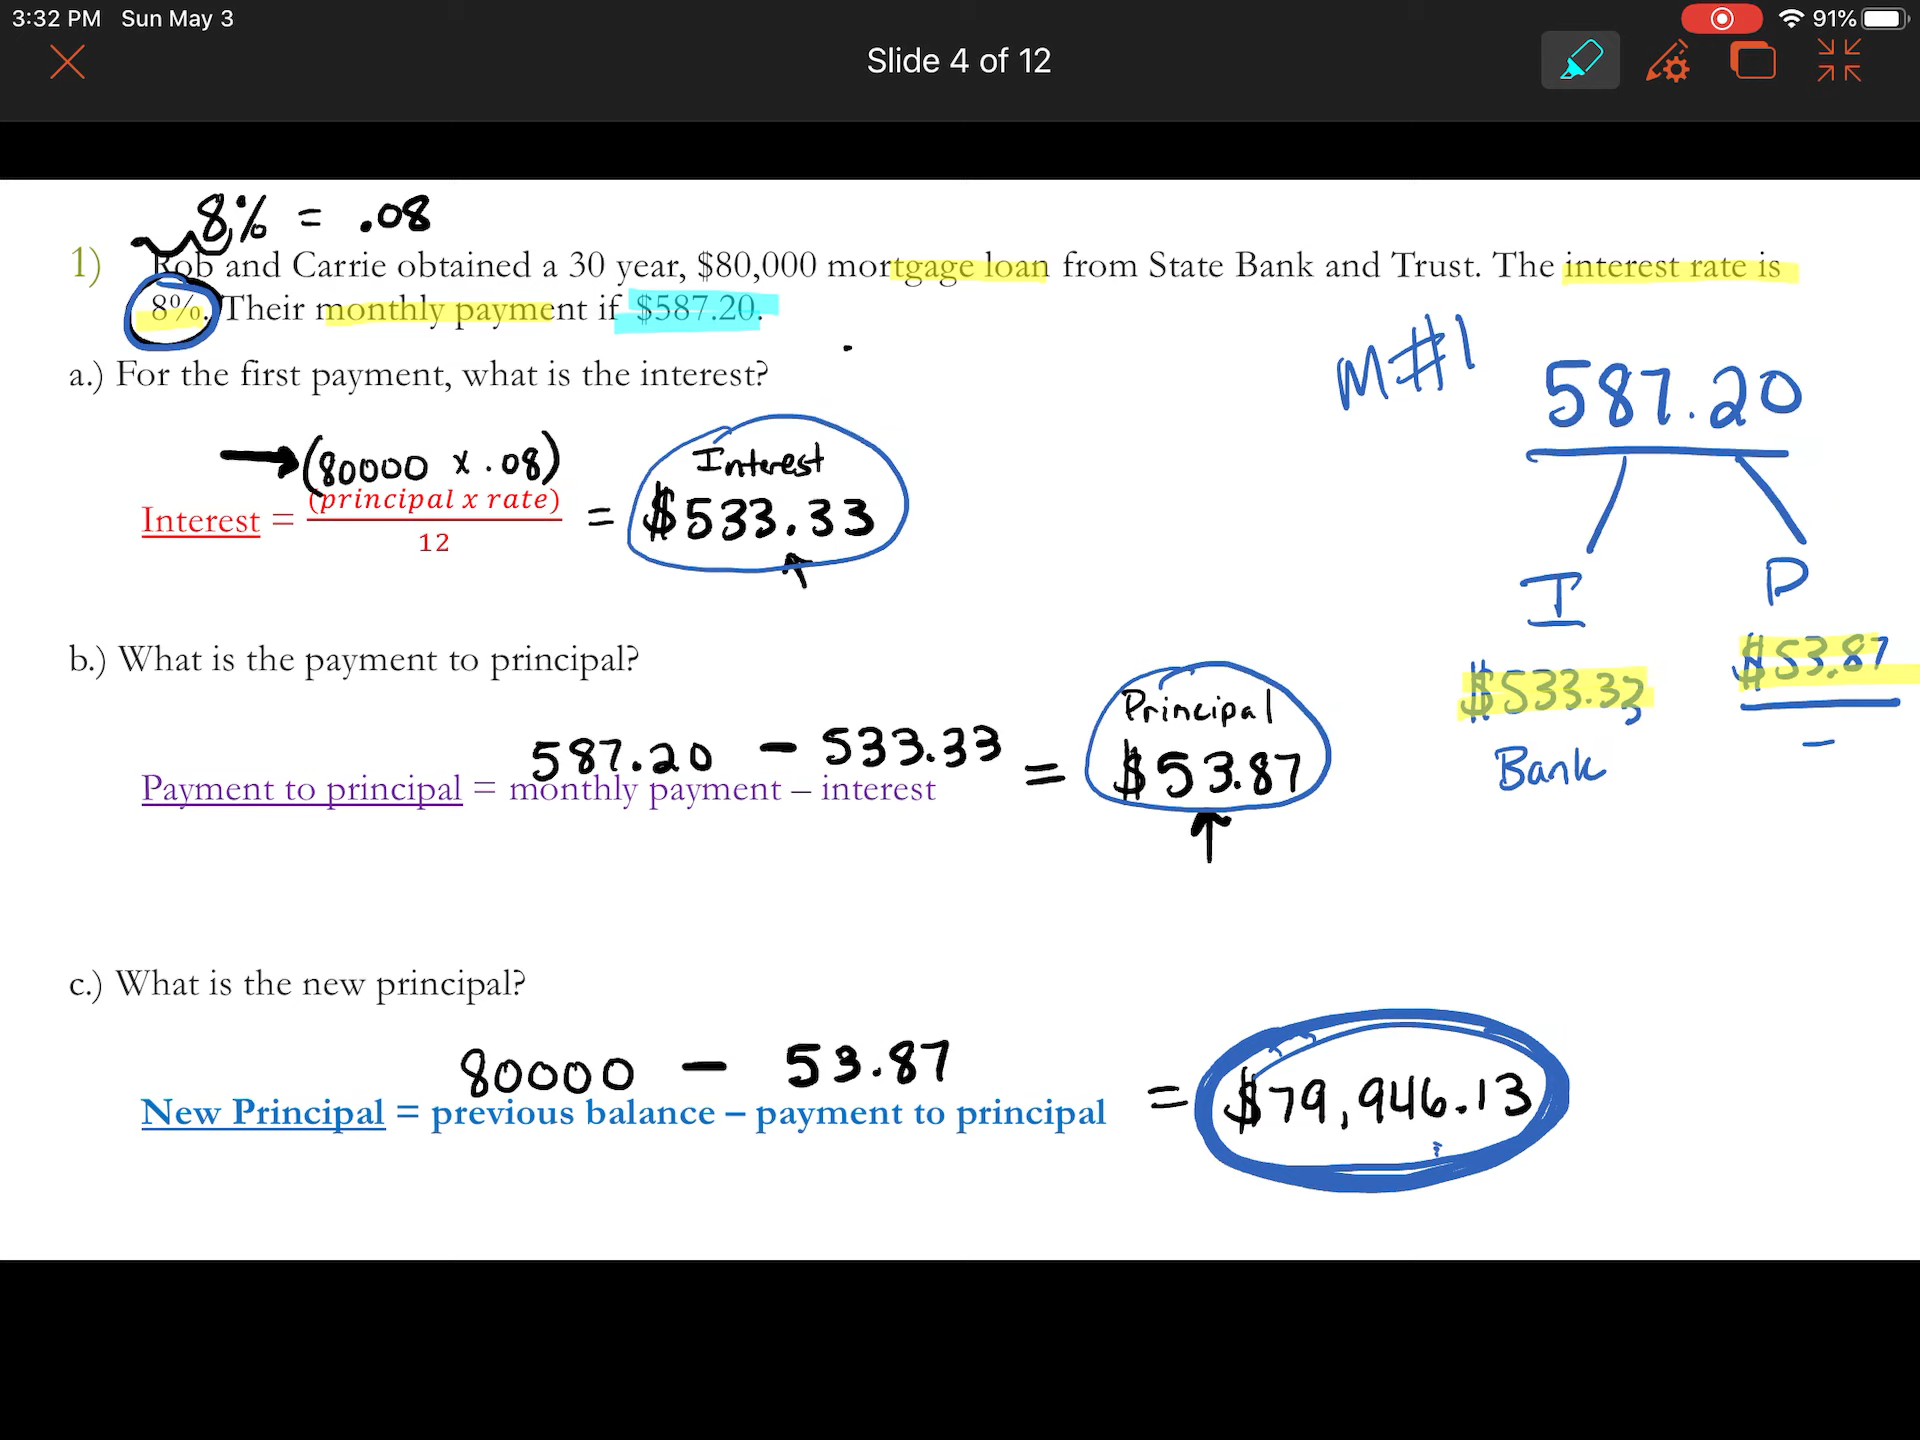 3:32 PM Sun May 3
91%
Slide 4 of 12
8% = .08
1) Rob and Carrie obtained a 30 year, $80,000 mortgage loan from State Bank and Trust. The interest rate is
8%. Their monthly payment if $587.20.
M#1
587.20
a.) For the first payment, what is the interest?
(80000 x .08)
Interest = (principal x rate)
12
= Interest
$533.33
I P
$533.33 $53.87
Bank
b.) What is the payment to principal?
587.20 - 533.33
Payment to principal = monthly payment – interest
= Principal
$53.87
c.) What is the new principal?
80000 - 53.87
New Principal = previous balance – payment to principal
= $79,946.13